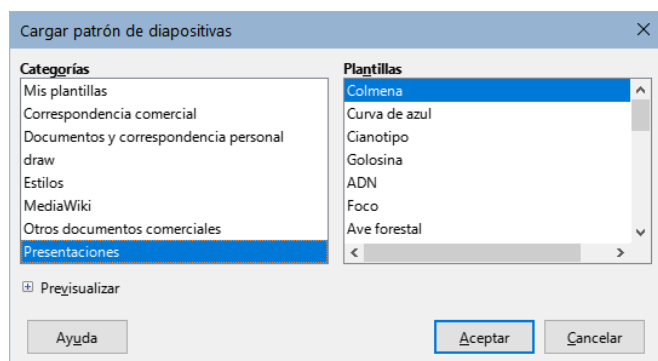 Cargar patrón de diapositivas
Categorías
Mis plantillas
Correspondencia comercial
Documentos y correspondencia personal
draw
Estilos
MediaWiki
Otros documentos comerciales
Presentaciones
Plantillas
Colmena
Curva de azul
Cianotipo
Golosina
ADN
Foco
Ave forestal
Previsualizar
Ayuda
Aceptar
Cancelar